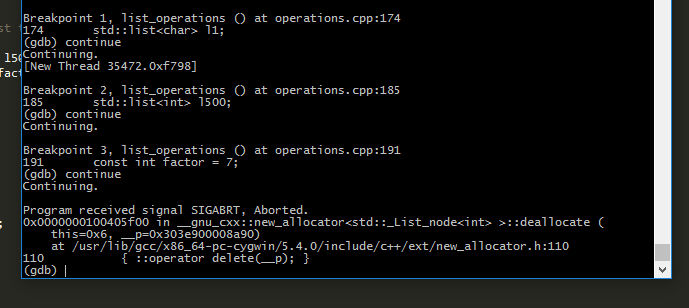 Breakpoint 1, list_operations () at operations.cpp:174
174 std::list<char> l1;
(gdb) continue
Continuing.
[New Thread 35472.0xf798]
Breakpoint 2, list_operations () at operations.cpp:185
185 std::list<int> l500;
(gdb) continue
Continuing.
Breakpoint 3, list_operations () at operations.cpp:191
191 const int factor = 7;
(gdb) continue
Continuing.
Program received signal SIGABRT, Aborted.
0x0000000100405f00 in __gnu_cxx::new_allocator<std::_List_node<int> >::deallocate (
this=0x6, __p=0x303e900008a90)
at /usr/lib/gcc/x86_64-pc-cygwin/5.4.0/include/c++/ext/new_allocator.h:110
110 { ::operator delete(__p); }
(gdb)